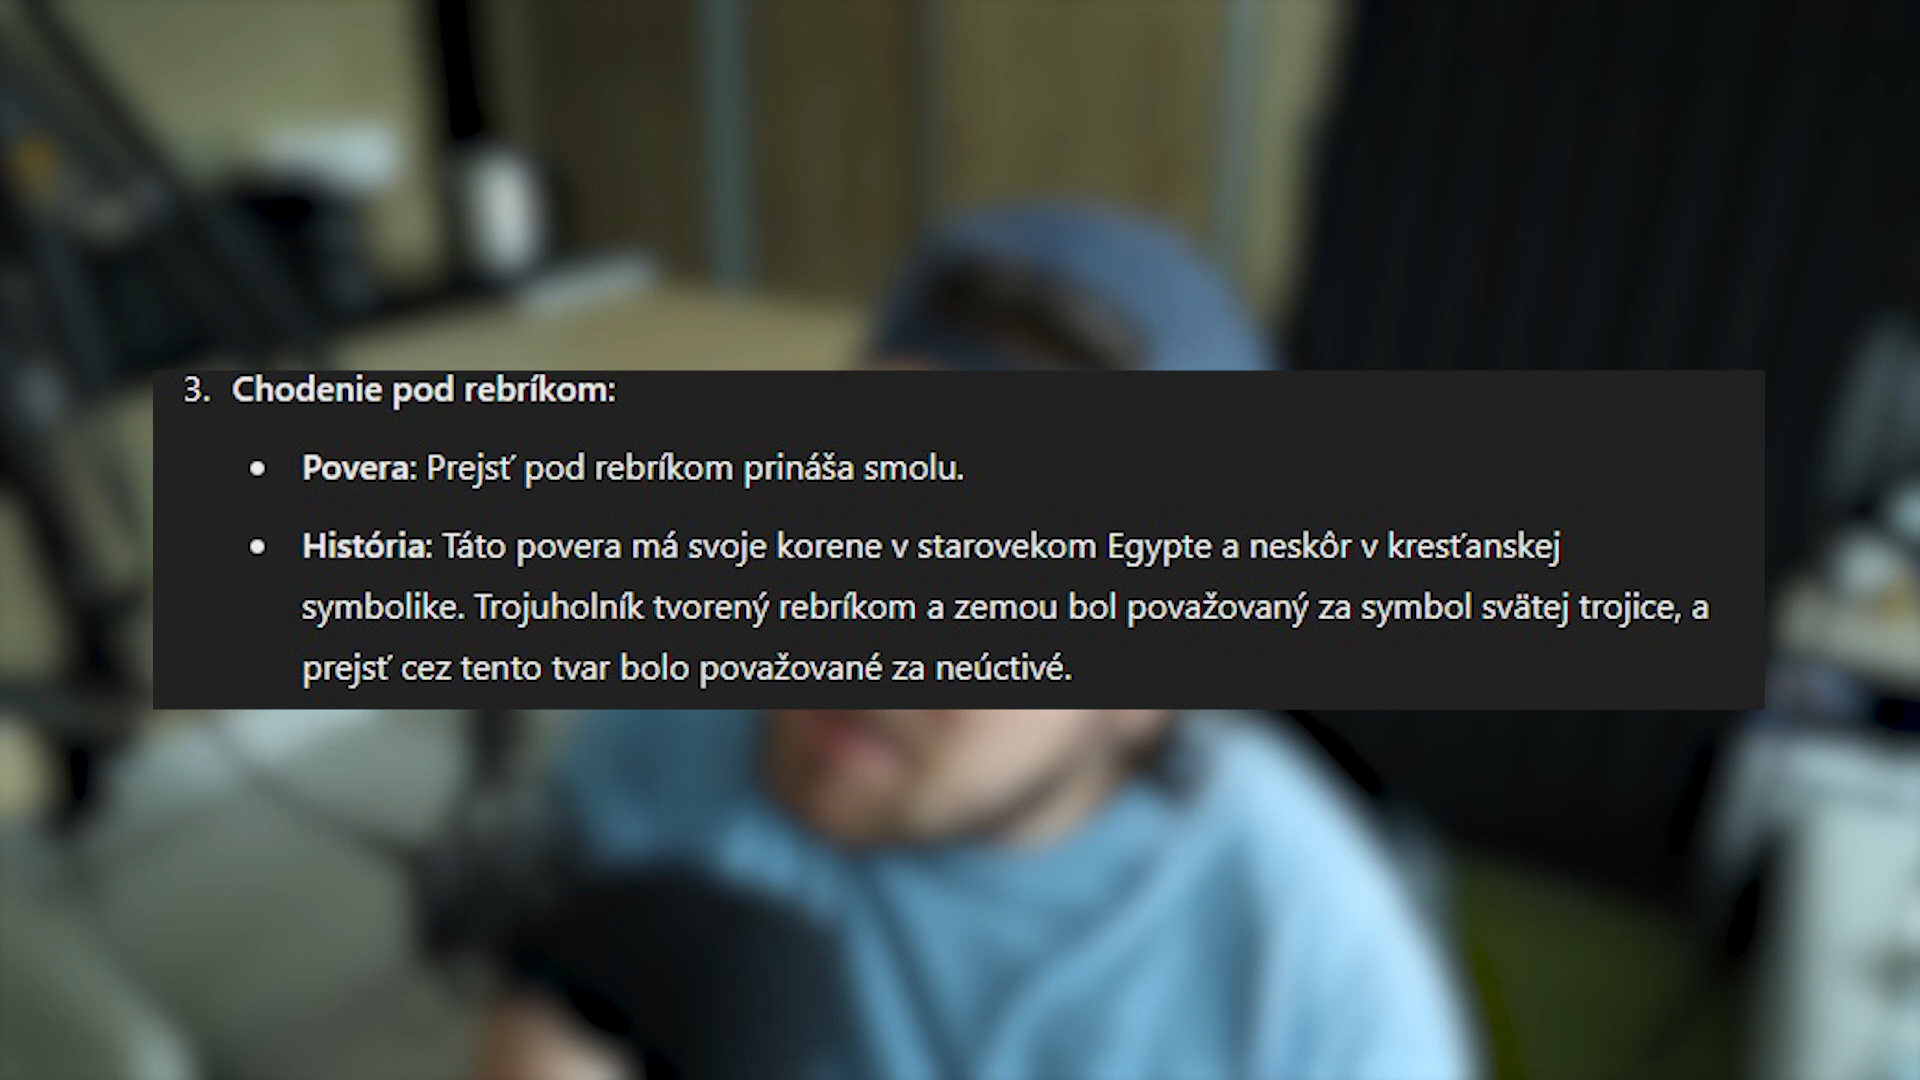 3. Chodenie pod rebríkom:
• Povera: Prejsť pod rebríkom prináša smolu.
• História: Táto povera má svoje korene v starovekom Egypte a neskôr v kresťanskej
symbolike. Trojuholník tvorený rebríkom a zemou bol považovaný za symbol svätej trojice, a
prejsť cez tento tvar bolo považované za neúctivé.